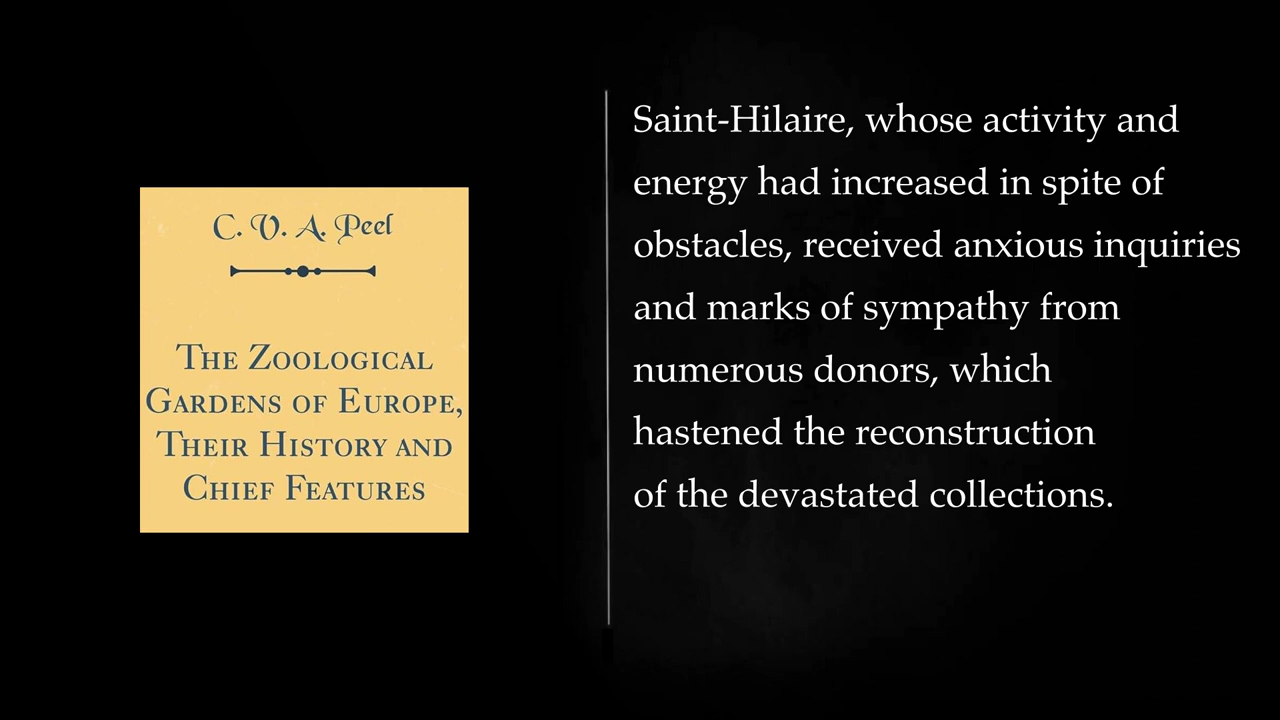 C. V. A. Peel
The Zoological
Gardens of Europe,
Their History and
Chief Features
Saint-Hilaire, whose activity and
energy had increased in spite of
obstacles, received anxious inquiries
and marks of sympathy from
numerous donors, which
hastened the reconstruction
of the devastated collections.